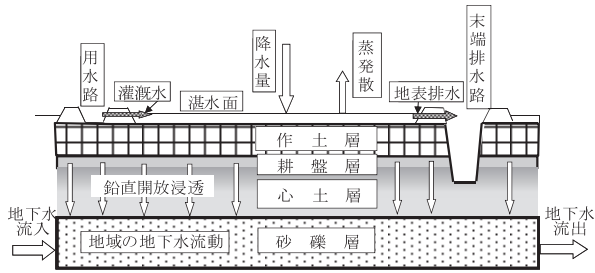 用水路
灌漑水
湛水面
降水量
蒸発散
地表排水
末端排水路
作土層
耕盤層
鉛直開放浸透
心土層
地下水
流入
地域の地下水流動
砂礫層
地下水
流出